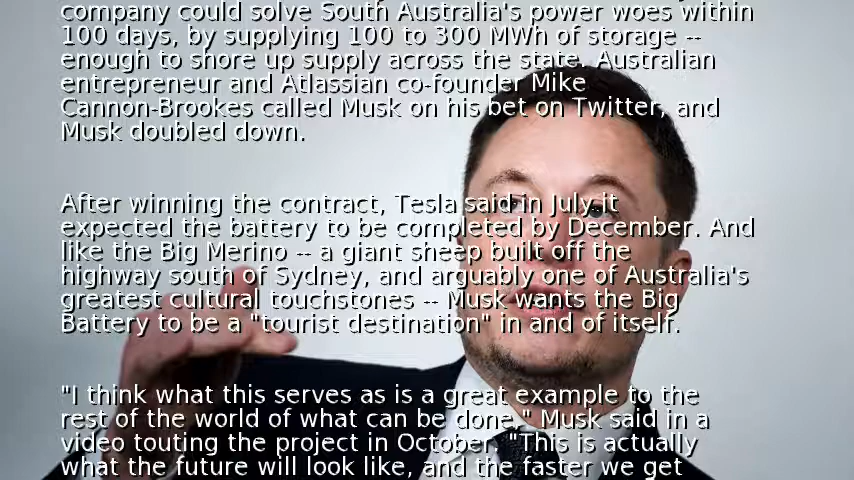 company could solve South Australia's power woes within
100 days, by supplying 100 to 300 MWh of storage --
enough to shore up supply across the state. Australian
entrepreneur and Atlassian co-founder Mike
Cannon-Brookes called Musk on his bet on Twitter, and
Musk doubled down.
After winning the contract, Tesla said in July it
expected the battery to be completed by December. And
like the Big Merino -- a giant sheep built off the
highway south of Sydney, and arguably one of Australia's
greatest cultural touchstones -- Musk wants the Big
Battery to be a "tourist destination" in and of itself.
"I think what this serves as is a great example to the
rest of the world of what can be done," Musk said in a
video touting the project in October. "This is actually
what the future will look like, and the faster we get